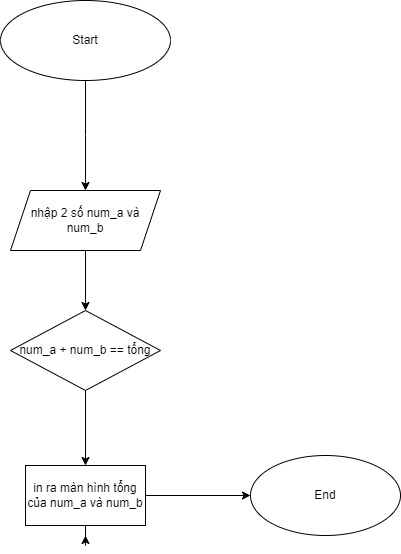 Start
nhập 2 số num_a và
num_b
num_a + num_b == tổng
in ra màn hình tổng
của num_a và num_b
End